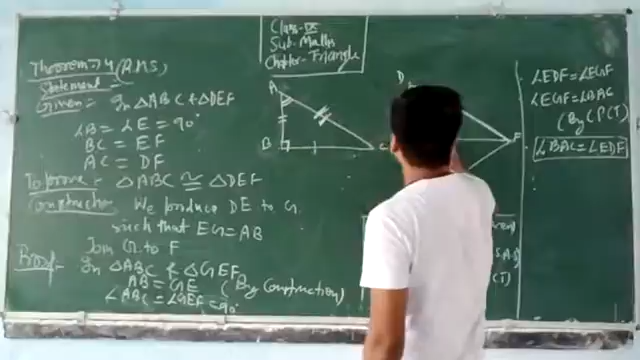 Class-IX
Sub-Maths
Chapter-Triangle
Theorem-7.4 (RHS)
Statement-
Given- In △ABC & △DEF
∠B = ∠E = 90°
BC = EF
AC = DF
To prove- △ABC ≅ △DEF
Construction- We produce DE to G
such that EG = AB
Join G to F
Proof- In △ABC & △GEF
AB = GE (By Construction)
∠ABC = ∠GEF = 90°
A
B
C
D
F
S.A.S
CT)
∠EDF = ∠EGF
∠EGF = ∠BAC
(By CPCT)
∠BAC = ∠EDF